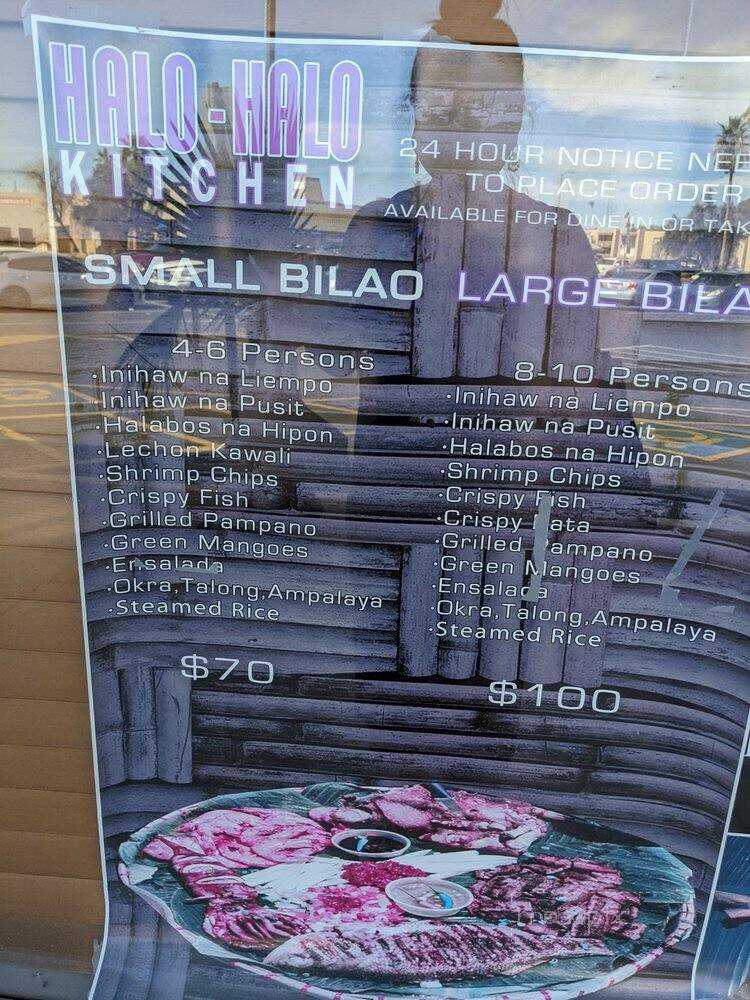 HALO-HALO
KITCHEN
24 HOUR NOTICE
TO PLACE ORDER
AVAILABLE FOR DINE IN OR
SMALL BILAO
4-6 Persons
·Inihaw na Liempo
·Inihaw na Pusit
·Halabos na Hipon
·Lechon Kawali
·Shrimp Chips
·Crispy Fish
·Grilled Pampano
·Green Mangoes
·Ensalada
·Okra,Talong,Ampalaya
·Steamed Rice
$70
LARGE
8-10 Persons
·Inihaw na Liempo
·Inihaw na Pusit
·Halabos na Hipon
·Shrimp Chips
·Crispy Fish
·Crispy
·Grilled Pampano
·Green Mangoes
·Ensalada
·Okra,Talong,Ampalaya
·Steamed Rice
$100